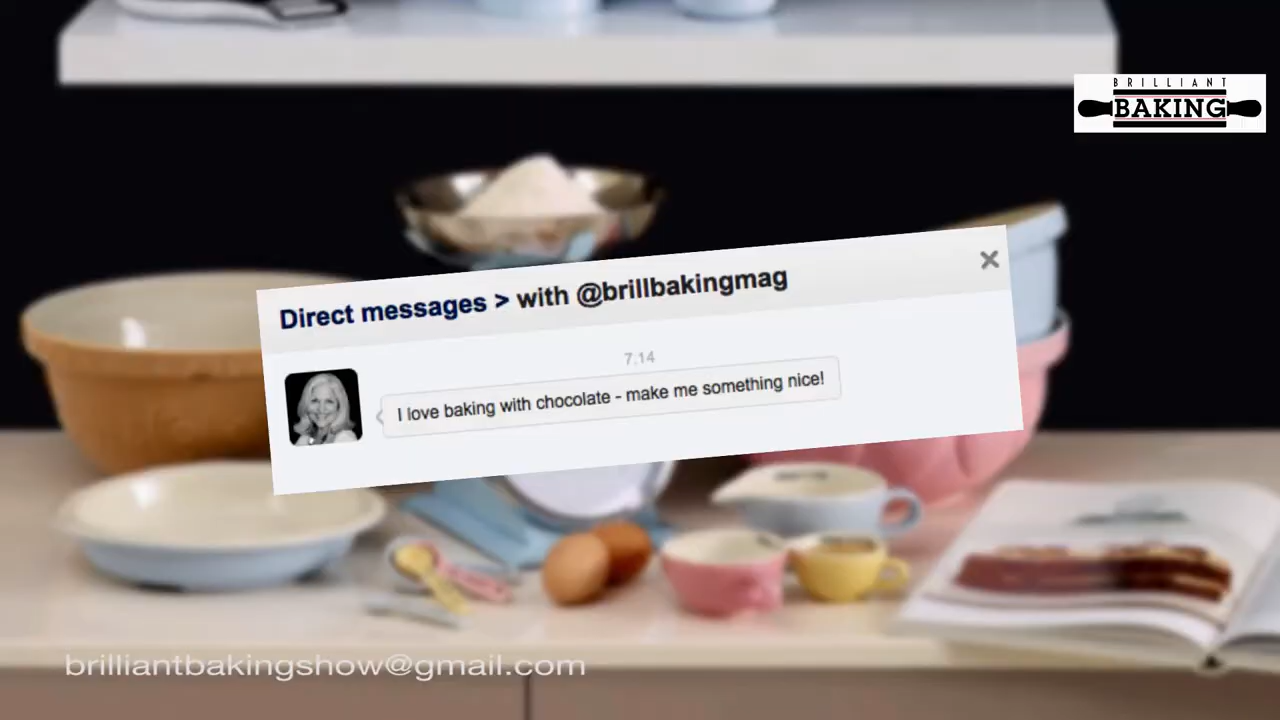 BRILLIANT
BAKING
Direct messages > with @brillbakingmag
7.14
I love baking with chocolate - make me something nice!
brilliantbakingshow@gmail.com